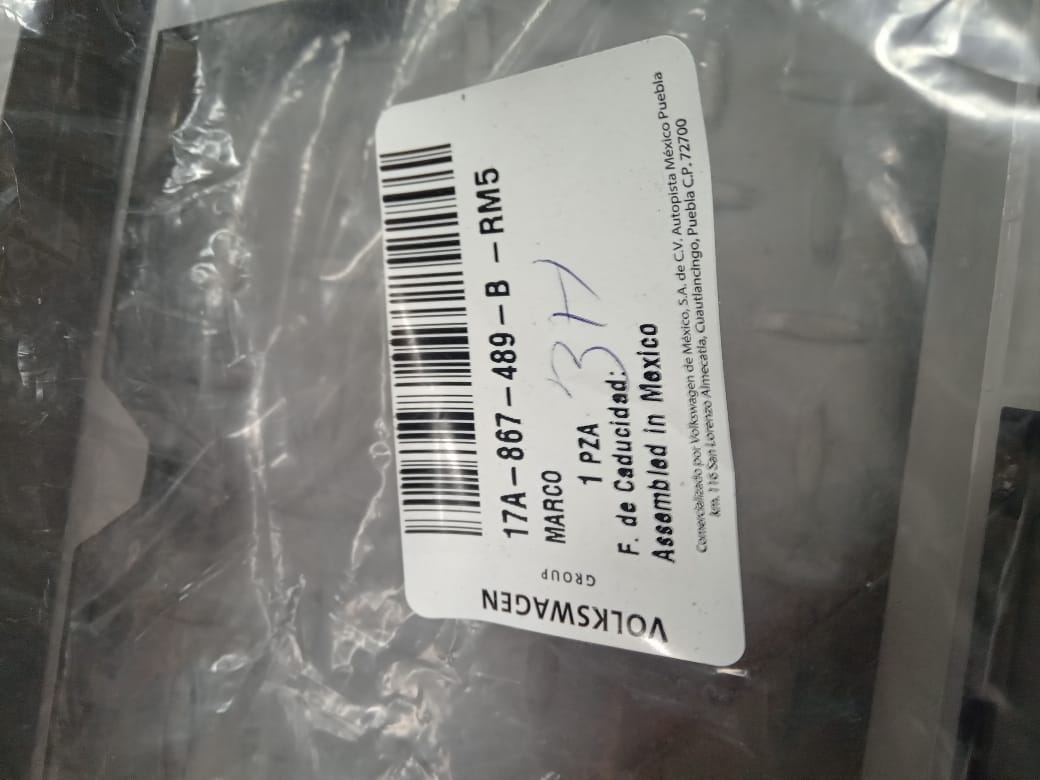 VOLKSWAGEN
GROUP
17A-867-489-B -RM5
MARCO
1 PZA
3H
F. de Caducidad:
Assembled in Mexico
Comercializado por Volkswagen de México, S.A. de C.V. Autopista México Puebla
km. 116 San Lorenzo Almecatla, Cuautlancingo, Puebla C.P. 72700